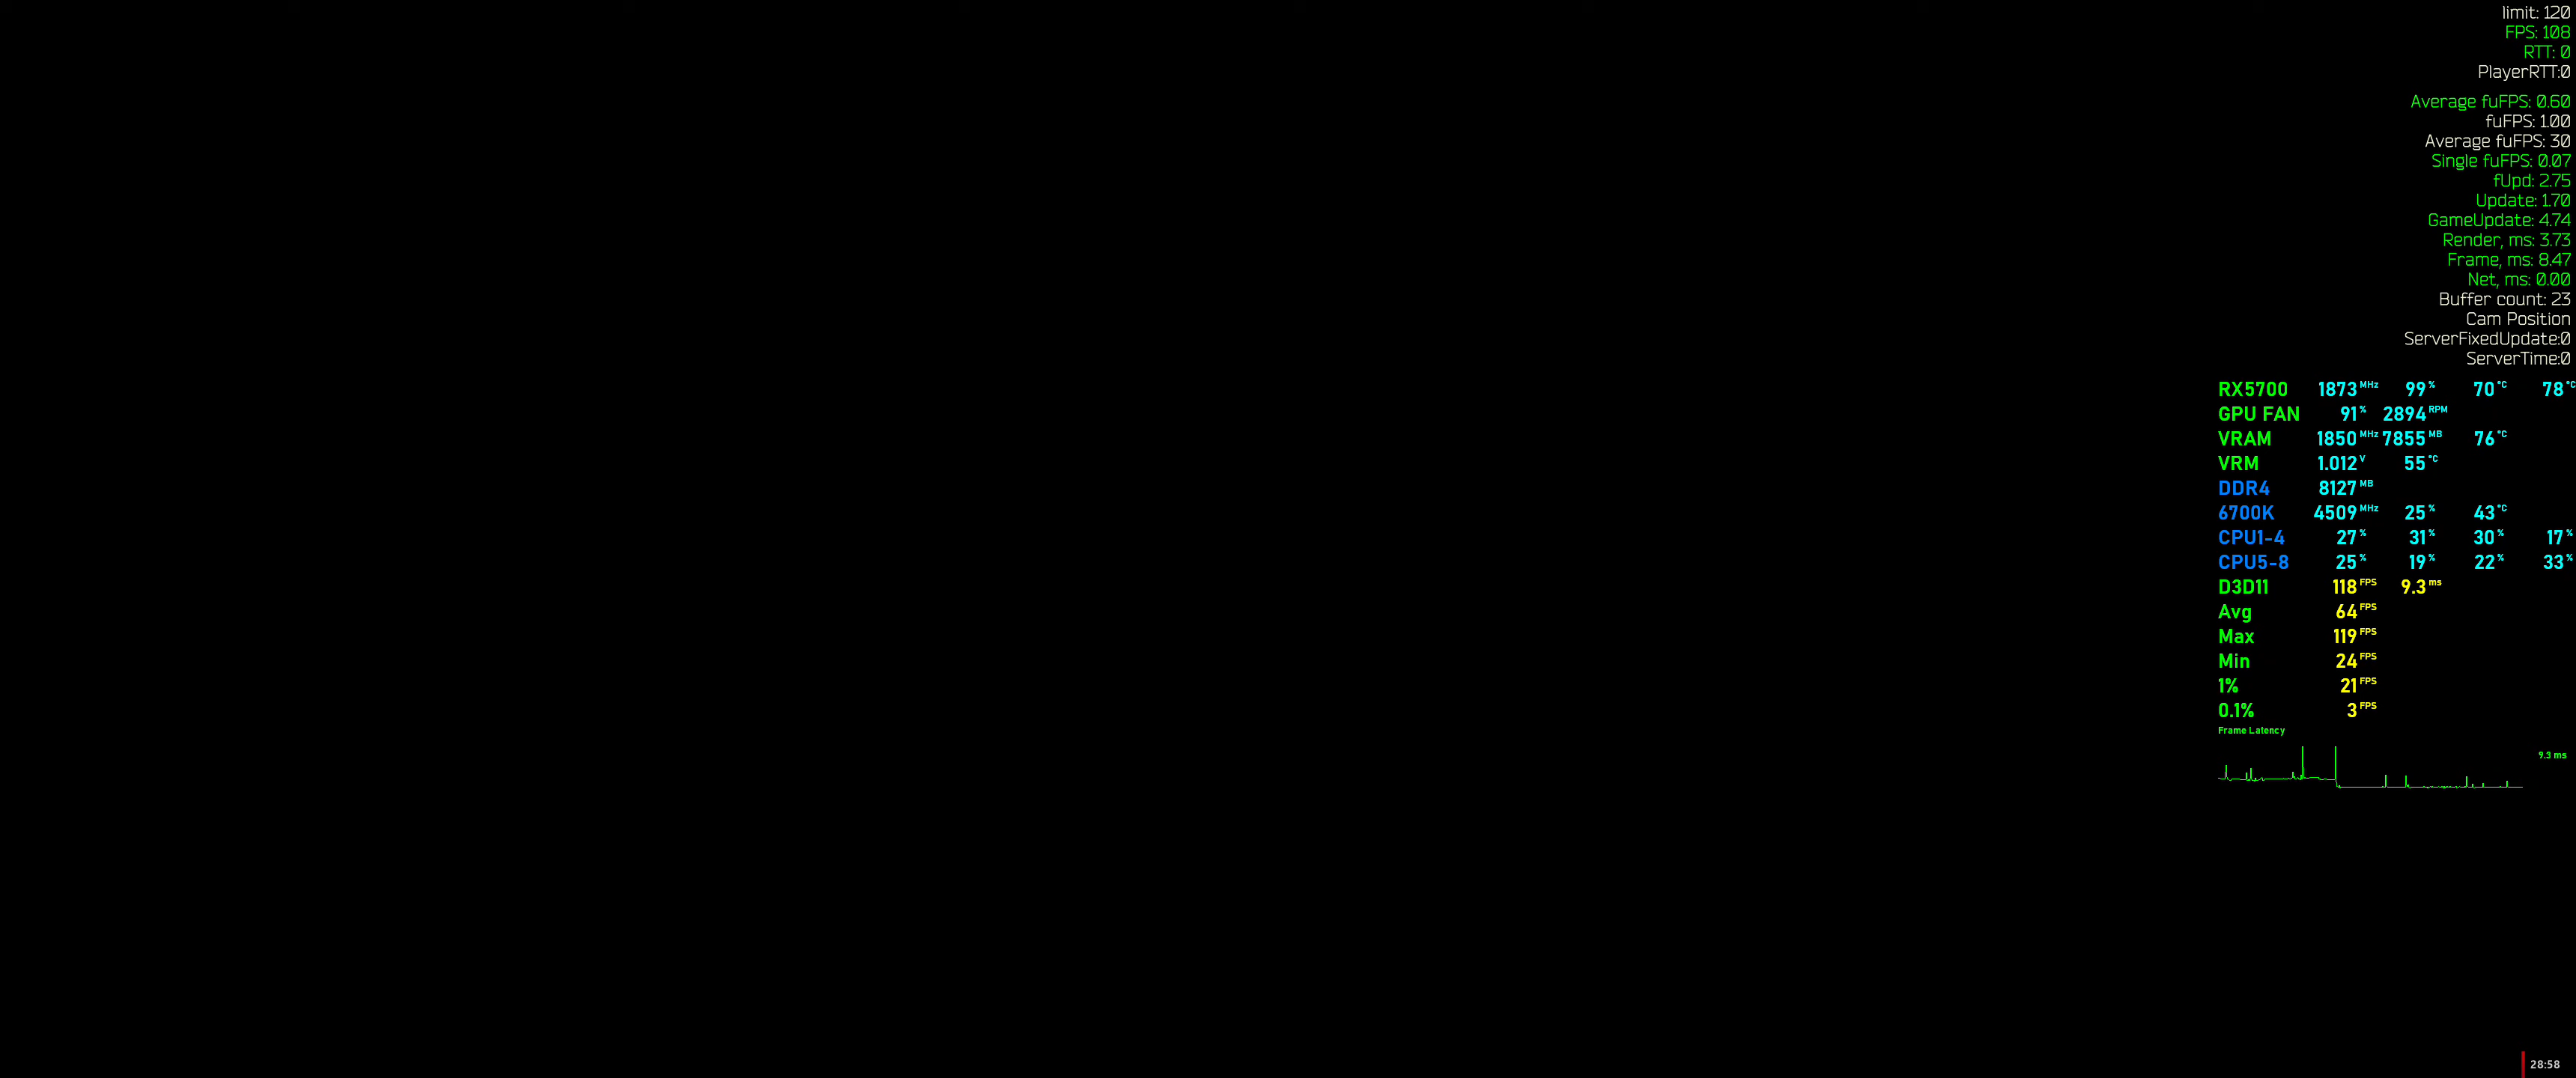 limit: 120
FPS: 108
RTT: 0
PlayerRTT:0
Average fuFPS: 0.60
fuFPS: 1.00
Average fuFPS: 30
Single fuFPS: 0.07
fUpd: 2.75
Update: 1.70
GameUpdate: 4.74
Render, ms: 3.73
Frame, ms: 8.47
Net, ms: 0.00
Buffer count: 23
Cam Position
ServerFixedUpdate:0
ServerTime:0
RX5700 1873 MHz 99 % 70 °C 78 °C
GPU FAN 91 % 2894 RPM
VRAM 1850 MHz 7855 MB 76 °C
VRM 1.012 V 55 °C
DDR4 8127 MB
6700K 4509 MHz 25 % 43 °C
CPU1-4 27 % 31 % 30 % 17 %
CPU5-8 25 % 19 % 22 % 33 %
D3D11 118 FPS 9.3 ms
Avg 64 FPS
Max 119 FPS
Min 24 FPS
1% 21 FPS
0.1% 3 FPS
Frame Latency
9.3 ms
28:58